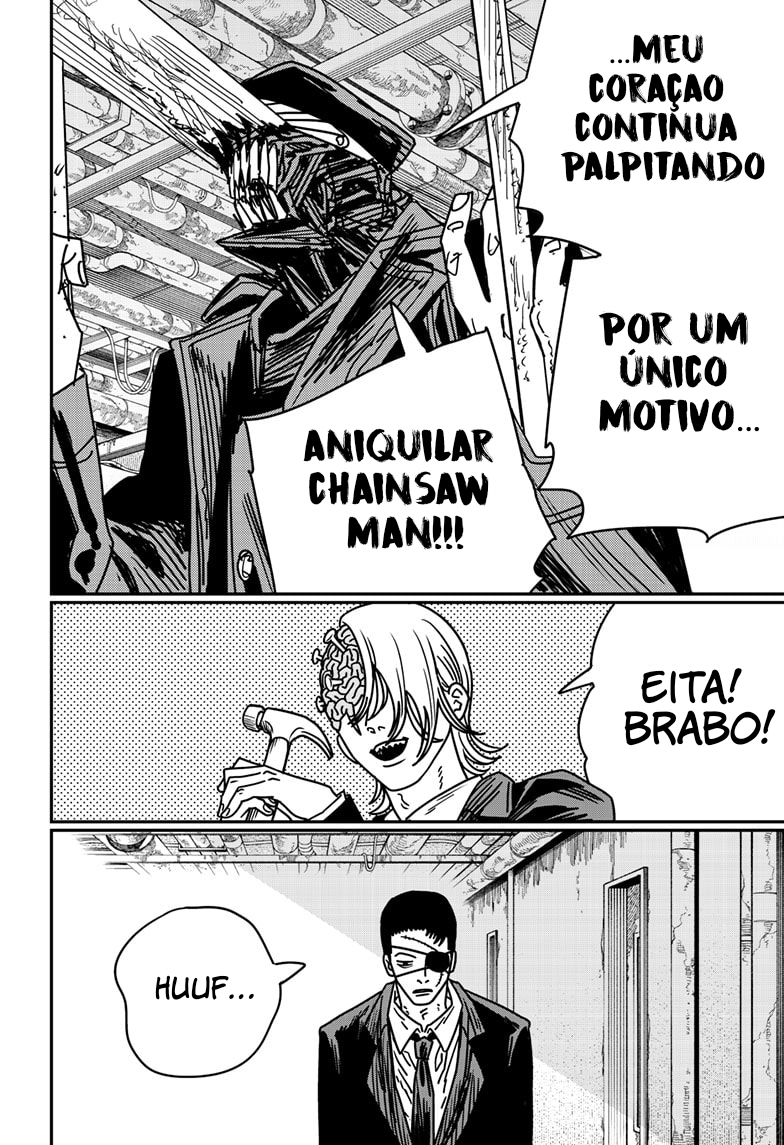 ...MEU
CORAÇAO
CONTINUA
PALPITANDO
POR UM
ÚNICO
MOTIVO...
ANIQUILAR
CHAINSAW
MAN!!!
EITA!
BRABO!
HUUF...